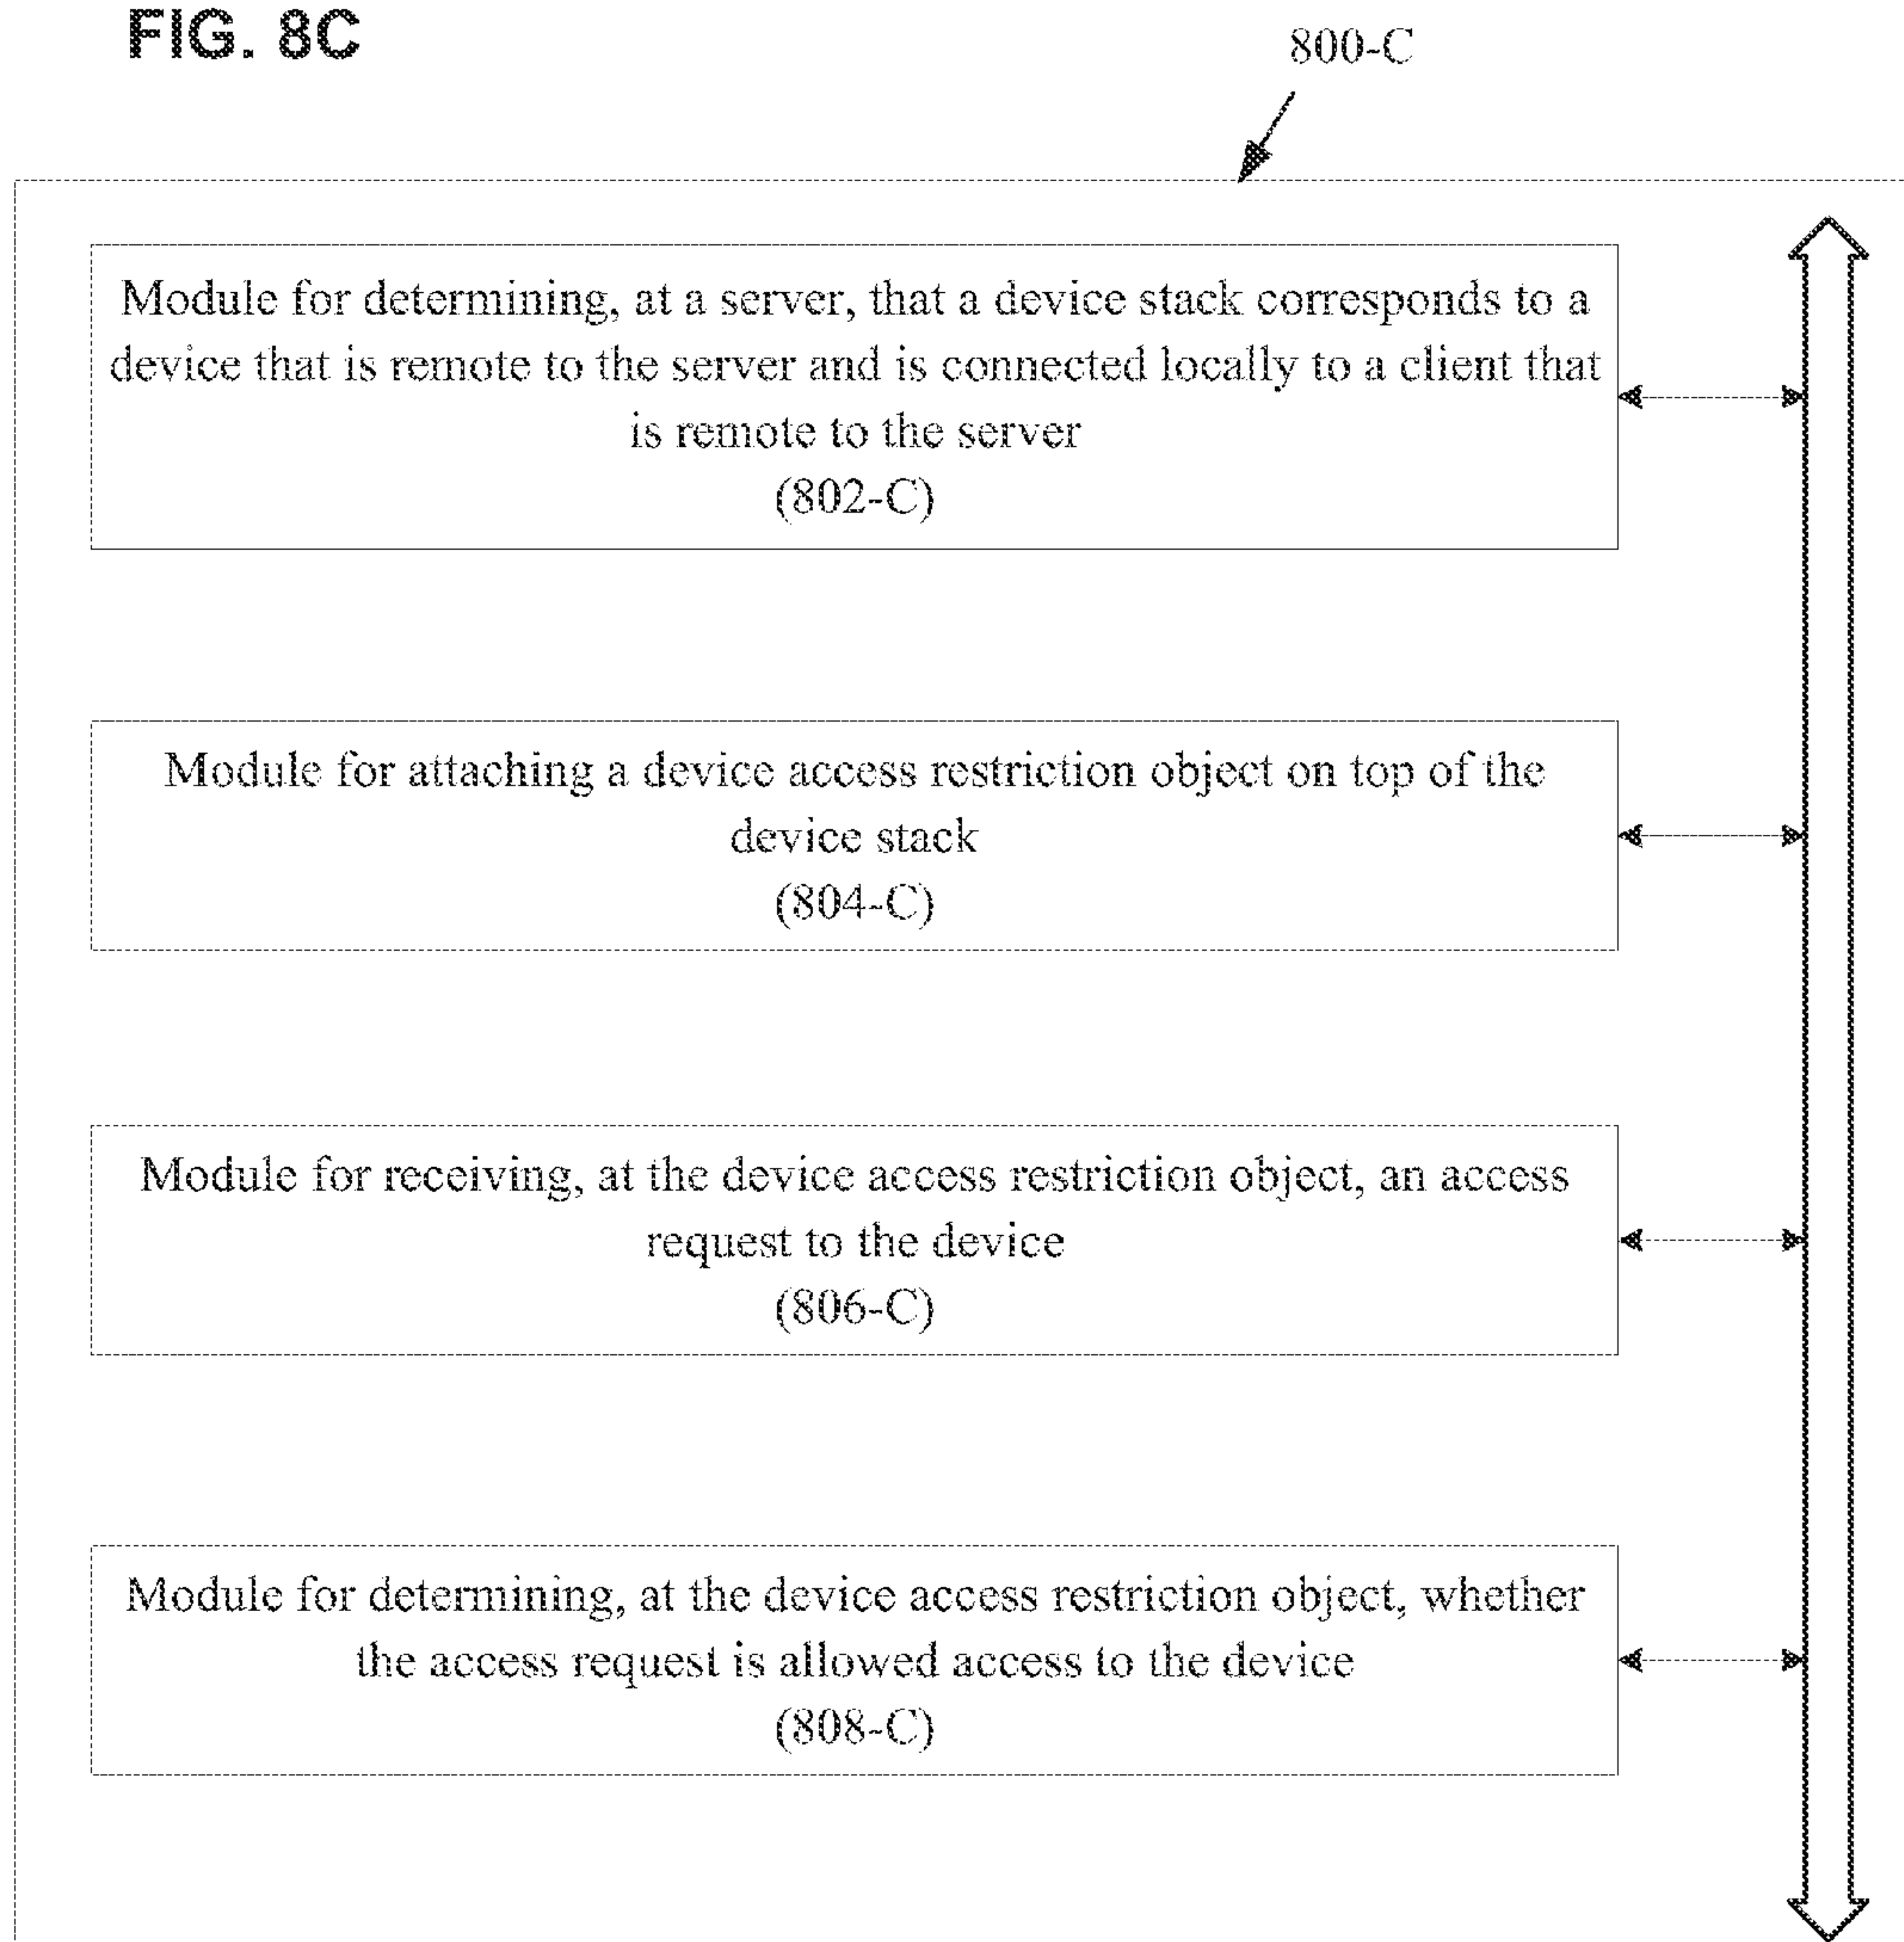 FIG. 8C
800-C
Module for determining, at a server, that a device stack corresponds to a
device that is remote to the server and is connected locally to a client that
is remote to the server
(802-C)
Module for attaching a device access restriction object on top of the
device stack
(804-C)
Module for receiving, at the device access restriction object, an access
request to the device
(806-C)
Module for determining, at the device access restriction object, whether
the access request is allowed access to the device
(808-C)